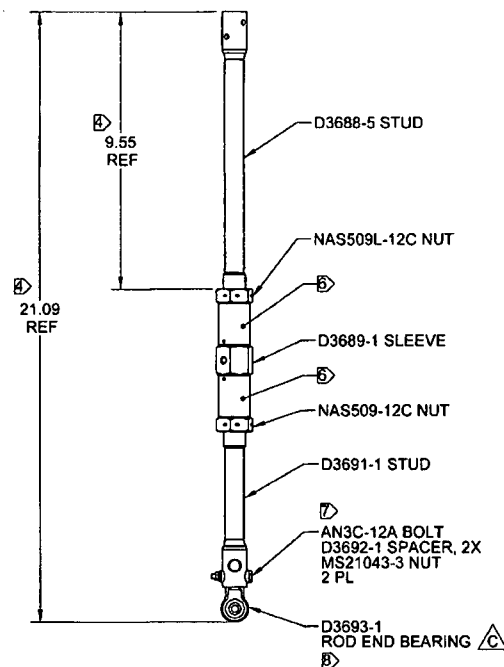 D3688-5 STUD
4
9.55
REF
NAS509L-12C NUT
6
4
21.09
REF
D3689-1 SLEEVE
6
NAS509-12C NUT
D3691-1 STUD
7
AN3C-12A BOLT
D3692-1 SPACER, 2X
MS21043-3 NUT
2 PL
D3693-1
ROD END BEARING C
8